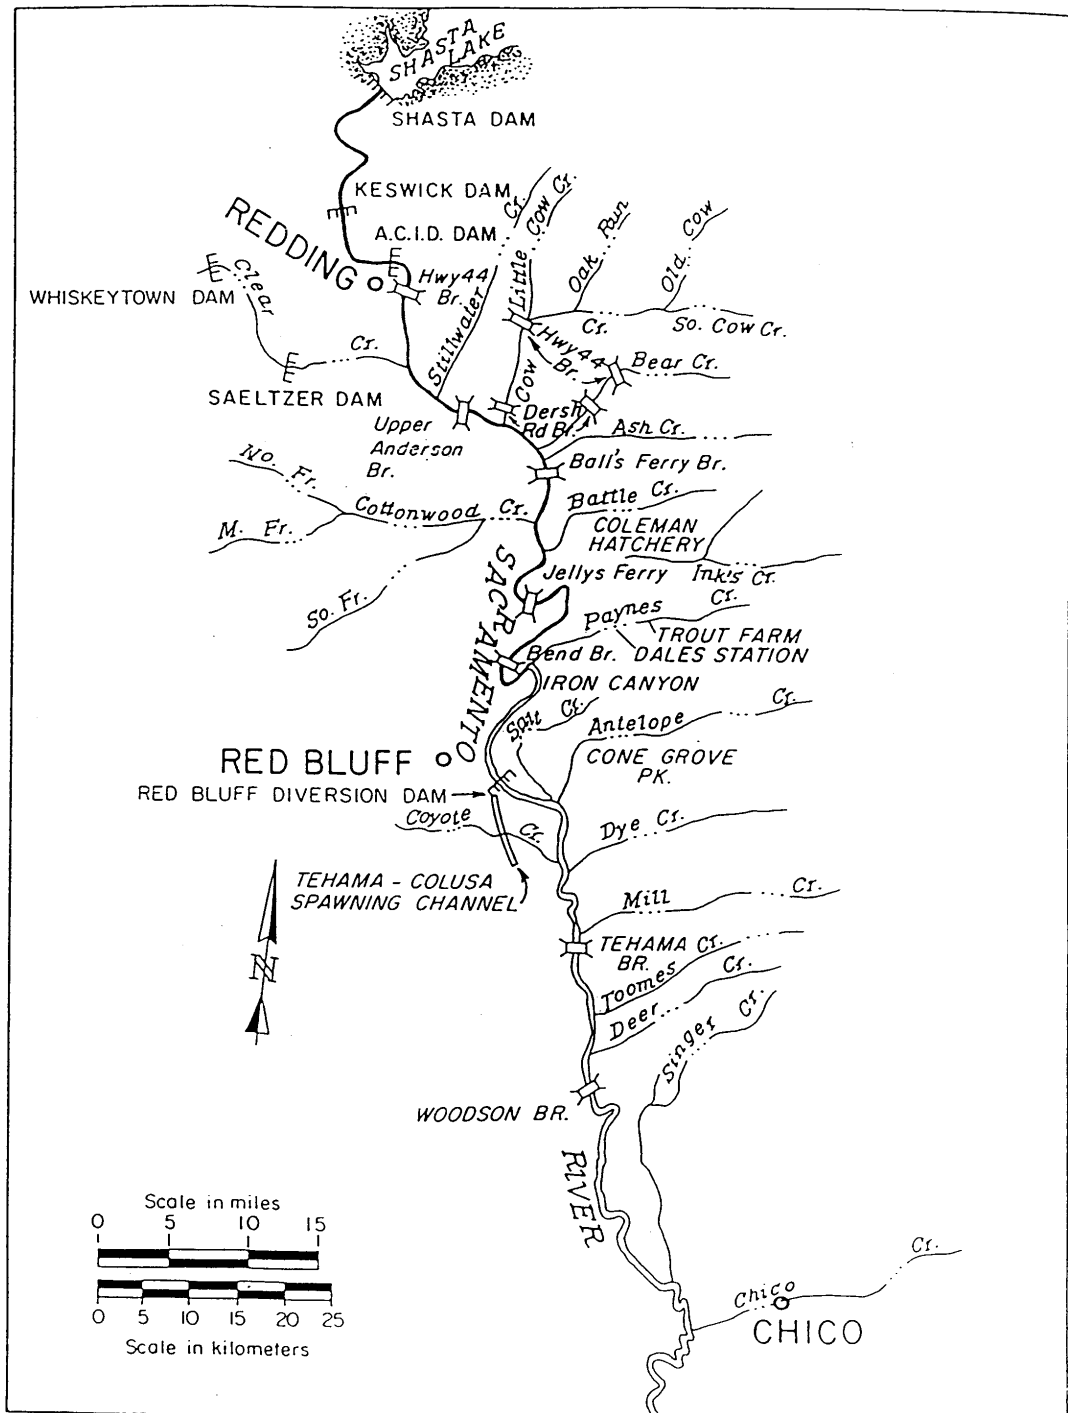 SHASTA
LAKE
SHASTA DAM
KESWICK DAM
REDDING
A.C.I.D. DAM
Hwy 44
Br.
Stillwater
Cr.
Little Cow Cr.
Oak Run
Cr.
Old Cow
So. Cow Cr.
WHISKEYTOWN DAM
Clear
Cr.
SAELTZER DAM
Hwy 44
Br.
Bear Cr.
Cow
Dersh
Rd Br.
Ash Cr.
Upper
Anderson
Br.
Ball's Ferry Br.
No. Fr.
M. Fr.
So. Fr.
Cottonwood Cr.
Battle Cr.
COLEMAN
HATCHERY
Ink's Cr.
Jellys Ferry
SACRAMENTO
Paynes Cr.
TROUT FARM
DALES STATION
Bend Br.
IRON CANYON
Salt Cr.
Antelope Cr.
CONE GROVE
PK.
RED BLUFF
RED BLUFF DIVERSION DAM
Coyote Cr.
Dye Cr.
TEHAMA - COLUSA
SPAWNING CHANNEL
Mill Cr.
N
TEHAMA
BR.
Toomes Cr.
Deer Cr.
Singer Cr.
WOODSON BR.
RIVER
Scale in miles
0 5 10 15
0 5 10 15 20 25
Scale in kilometers
Chico Cr.
CHICO